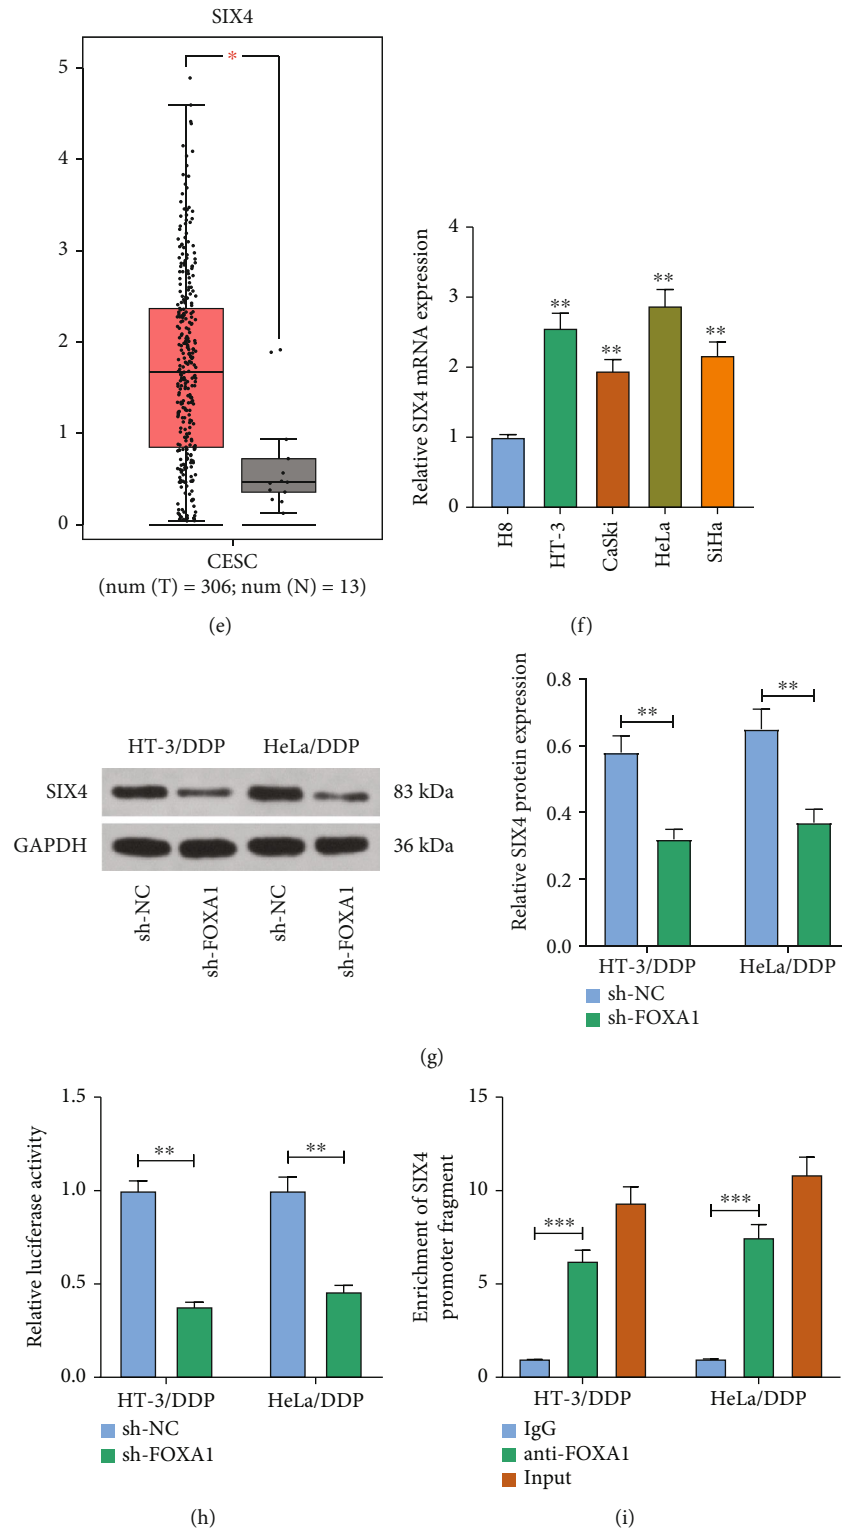 SIX4
*
5
4
3
2
1
0
CESC
(num (T) = 306; num (N) = 13)
(e)
Relative SIX4 mRNA expression
4
3
2
1
0
**
**
**
**
H8
HT-3
CaSki
HeLa
SiHa
(f)
HT-3/DDP HeLa/DDP
SIX4 83 kDa
GAPDH 36 kDa
sh-NC
sh-FOXA1
sh-NC
sh-FOXA1
Relative SIX4 protein expression
0.8
0.6
0.4
0.2
0.0
**
**
HT-3/DDP HeLa/DDP
sh-NC
sh-FOXA1
(g)
Relative luciferase activity
1.5
1.0
0.5
0.0
**
**
HT-3/DDP HeLa/DDP
sh-NC
sh-FOXA1
(h)
Enrichment of SIX4
promoter fragment
15
10
5
0
***
***
HT-3/DDP HeLa/DDP
IgG
anti-FOXA1
Input
(i)